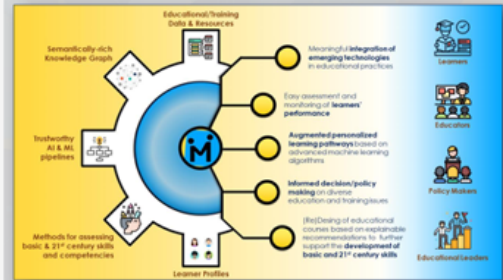 Educational/Training
Data & Resources
Semantically-rich
Knowledge Graph
Trustworthy
AI & ML
pipelines
Methods for assessing
basic & 21st century skills
and competencies
Learner Profiles
M
Meaningful integration of
emerging technologies
in educational practices
Easy assessment and
monitoring of learners'
performance
Augmented personalized
learning pathways based on
advanced machine learning
algorithms
Informed decision/policy
making on diverse
education and training issues
(Re)Desing of educational
courses based on explainable
recommendations to further
support the development of
basic and 21st century skills
Learners
Educators
Policy Makers
Educational Leaders